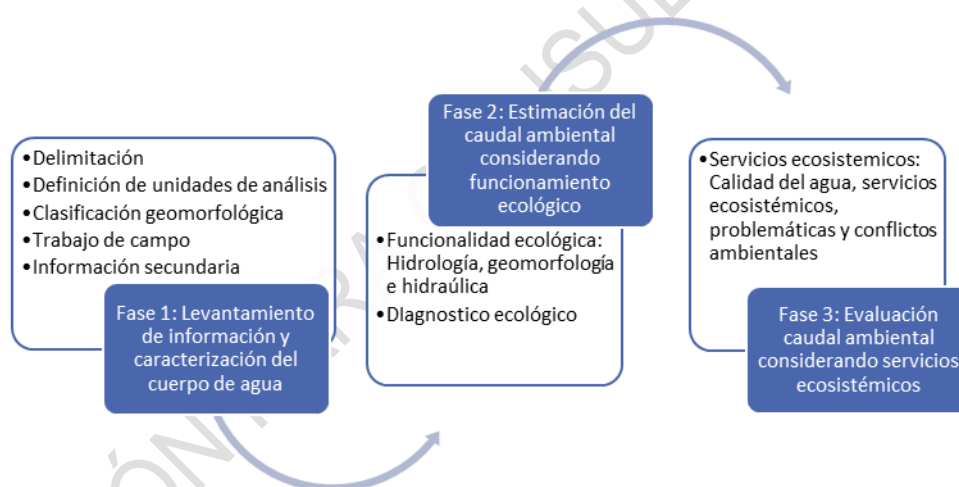 •Delimitación
•Definición de unidades de análisis
•Clasificación geomorfológica
•Trabajo de campo
•Información secundaria
Fase 1: Levantamiento
de información y
caracterización del
cuerpo de agua
Fase 2: Estimación del
caudal ambiental
considerando
funcionamiento
ecológico
•Funcionalidad ecológica:
Hidrología, geomorfología
e hidraúlica
•DIagnostico ecológico
•Servicios ecosistemicos:
Calidad del agua, servicios
ecosistémicos,
problemáticas y conflictos
ambientales
Fase 3: Evaluación
caudal ambiental
considerando servicios
ecosistémicos